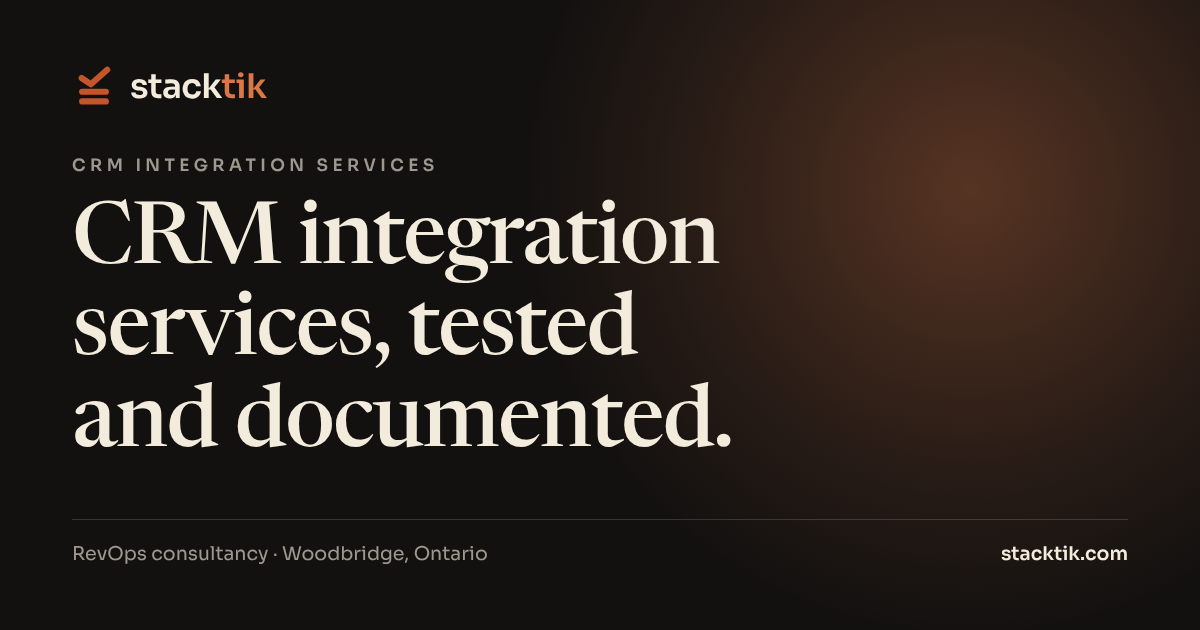 stacktik
CRM INTEGRATION SERVICES
CRM integration
services, tested
and documented.
RevOps consultancy · Woodbridge, Ontario
stacktik.com